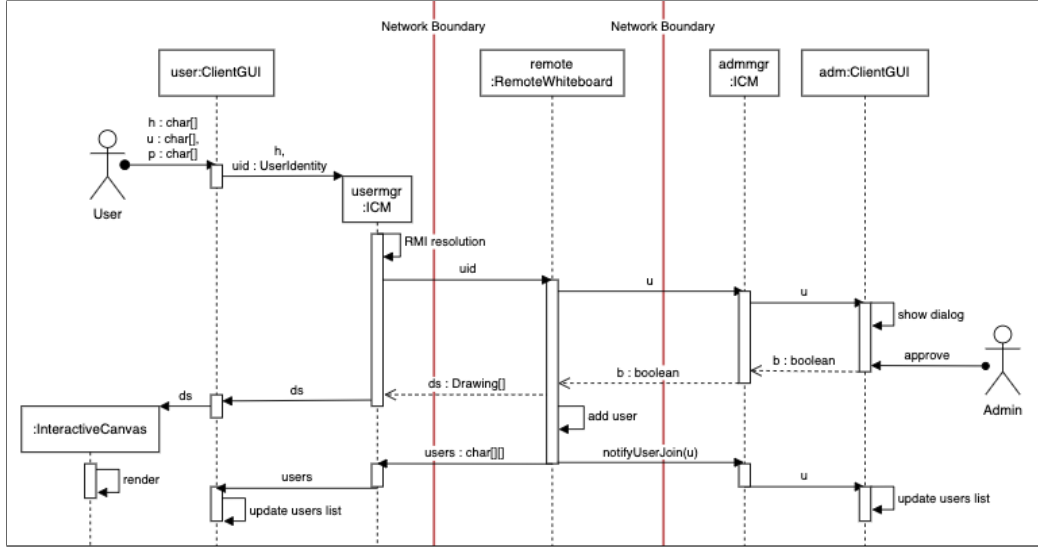 Network Boundary
Network Boundary
user:ClientGUI
remote
:RemoteWhiteboard
admmgr
:ICM
adm:ClientGUI
h : char[]
u : char[],
p : char[]
h,
uid : UserIdentity
User
usermgr
:ICM
RMI resolution
uid
u
u
show dialog
approve
b : boolean
b : boolean
ds : Drawing[]
ds
ds
Admin
:InteractiveCanvas
add user
users : char[][]
notifyUserJoin(u)
render
users
u
update users list
update users list